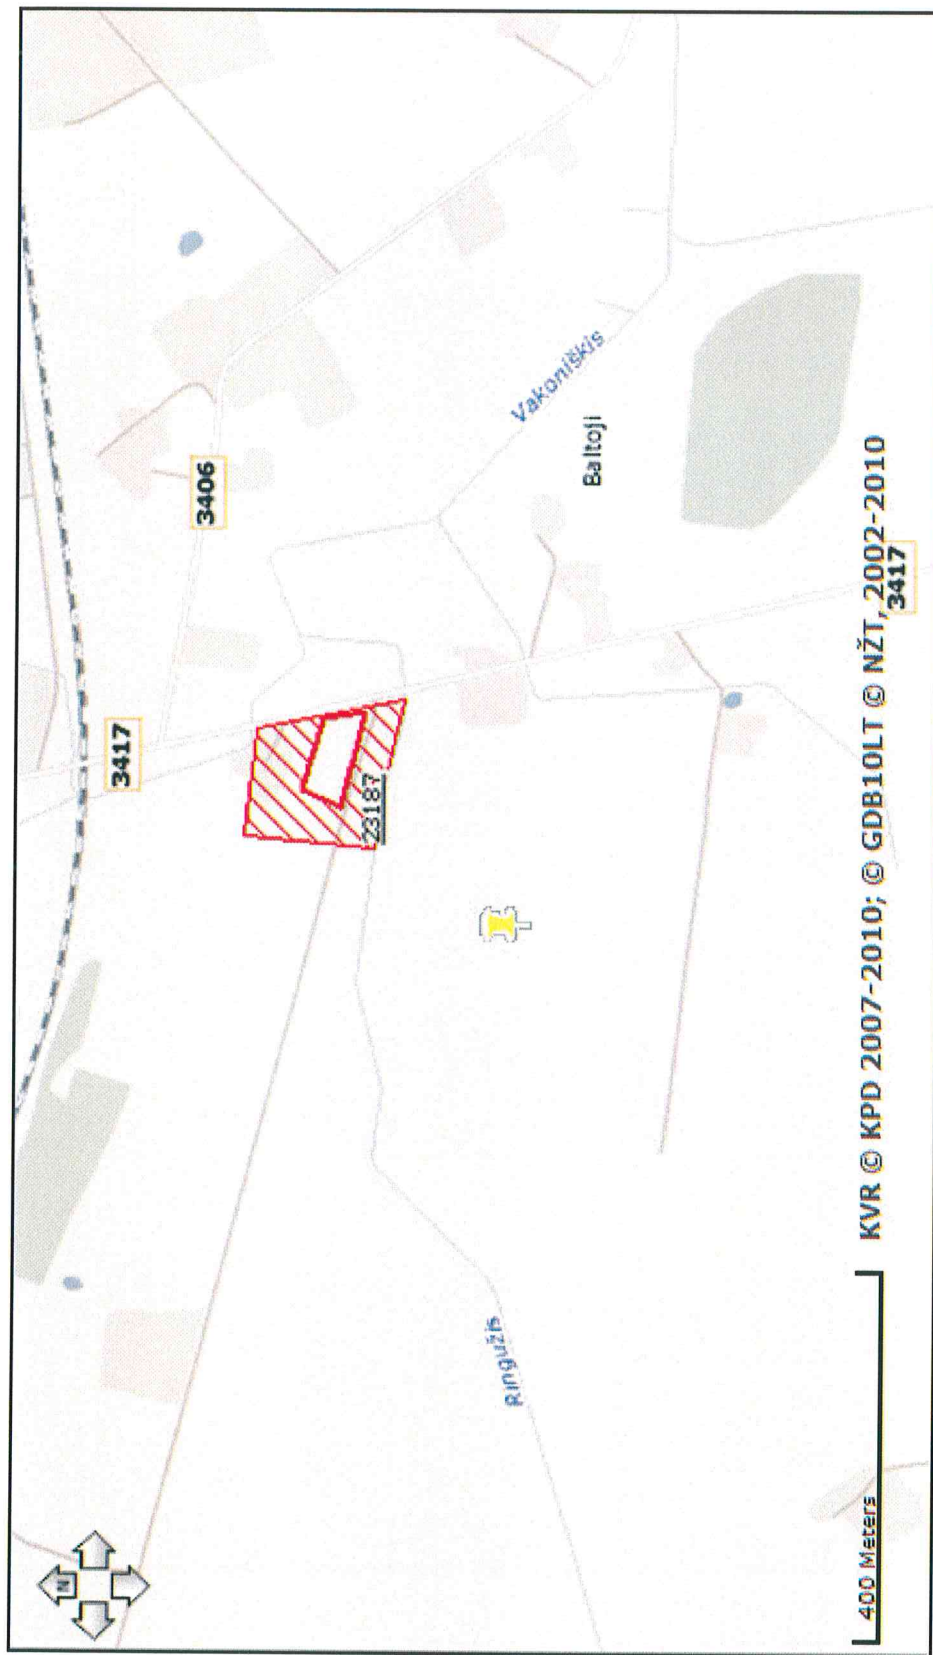 N
3417
3406
23187
Vakoniškis
Baltoji
Ringužis
3417
400 Meters
KVR © KPD 2007-2010; © GDB10LT © NŽT, 2002-2010